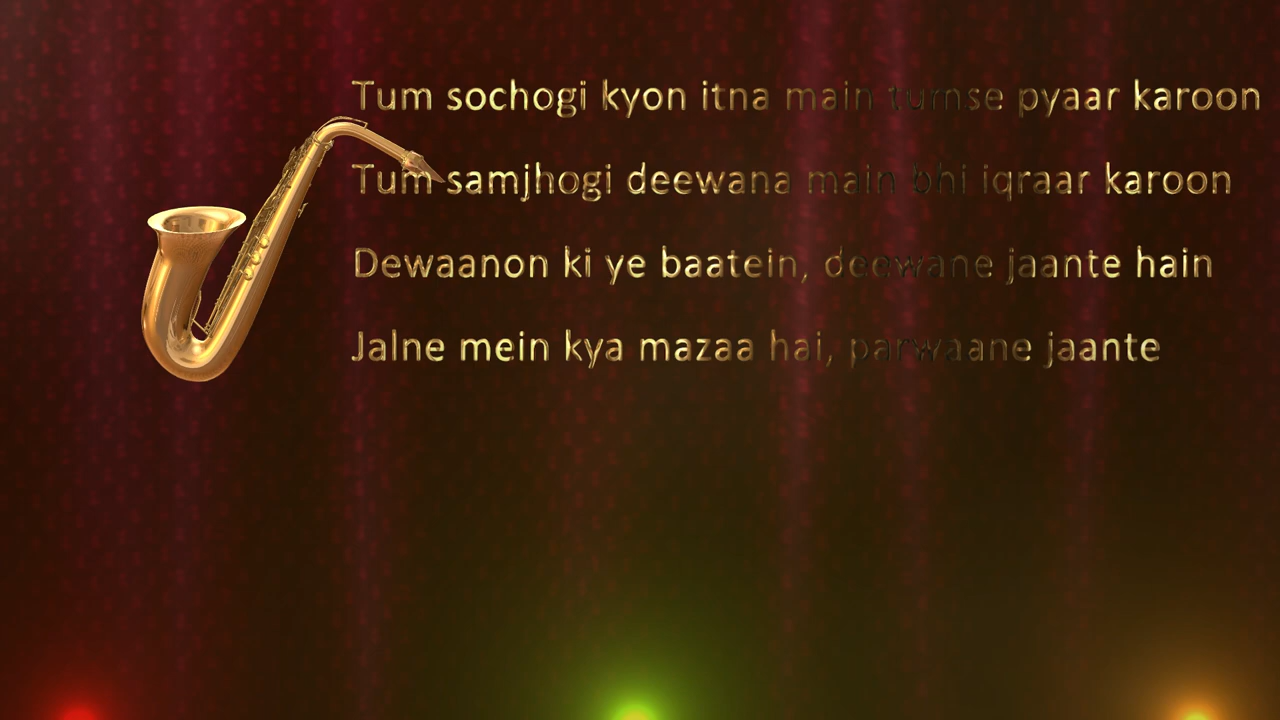 Tum sochogi kyon itna main tumse pyaar karoon
Tum samjhogi deewana main bhi iqraar karoon
Dewaanon ki ye baatein, deewane jaante hain
Jalne mein kya mazaa hai, parwaane jaante